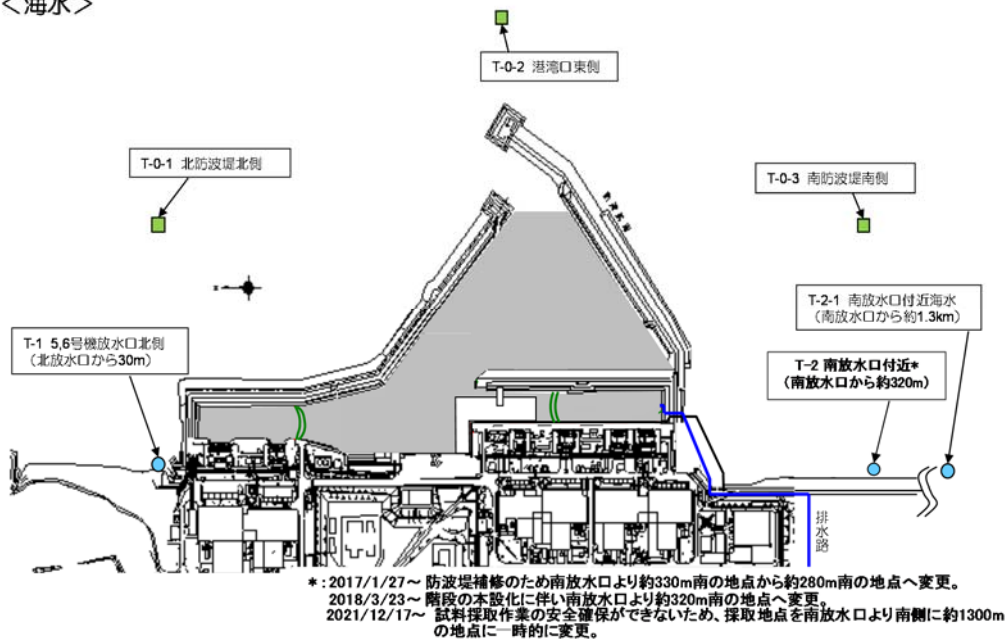 <海水>
T-0-2 港湾口東側
T-0-1 北防波堤北側
T-0-3 南防波堤南側
T-2-1 南放水口付近海水
(南放水口から約1.3km)
T-1 5,6号機放水口北側
(北放水口から30m)
T-2 南放水口付近*
(南放水口から約320m)
排水路
*:2017/1/27~ 防波堤補修のため南放水口より約330m南の地点から約280m南の地点へ変更。
2018/3/23~ 階段の本設化に伴い南放水口より約320m南の地点へ変更。
2021/12/17~ 試料採取作業の安全確保ができないため、採取地点を南放水口より南側に約1300m
の地点に一時的に変更。